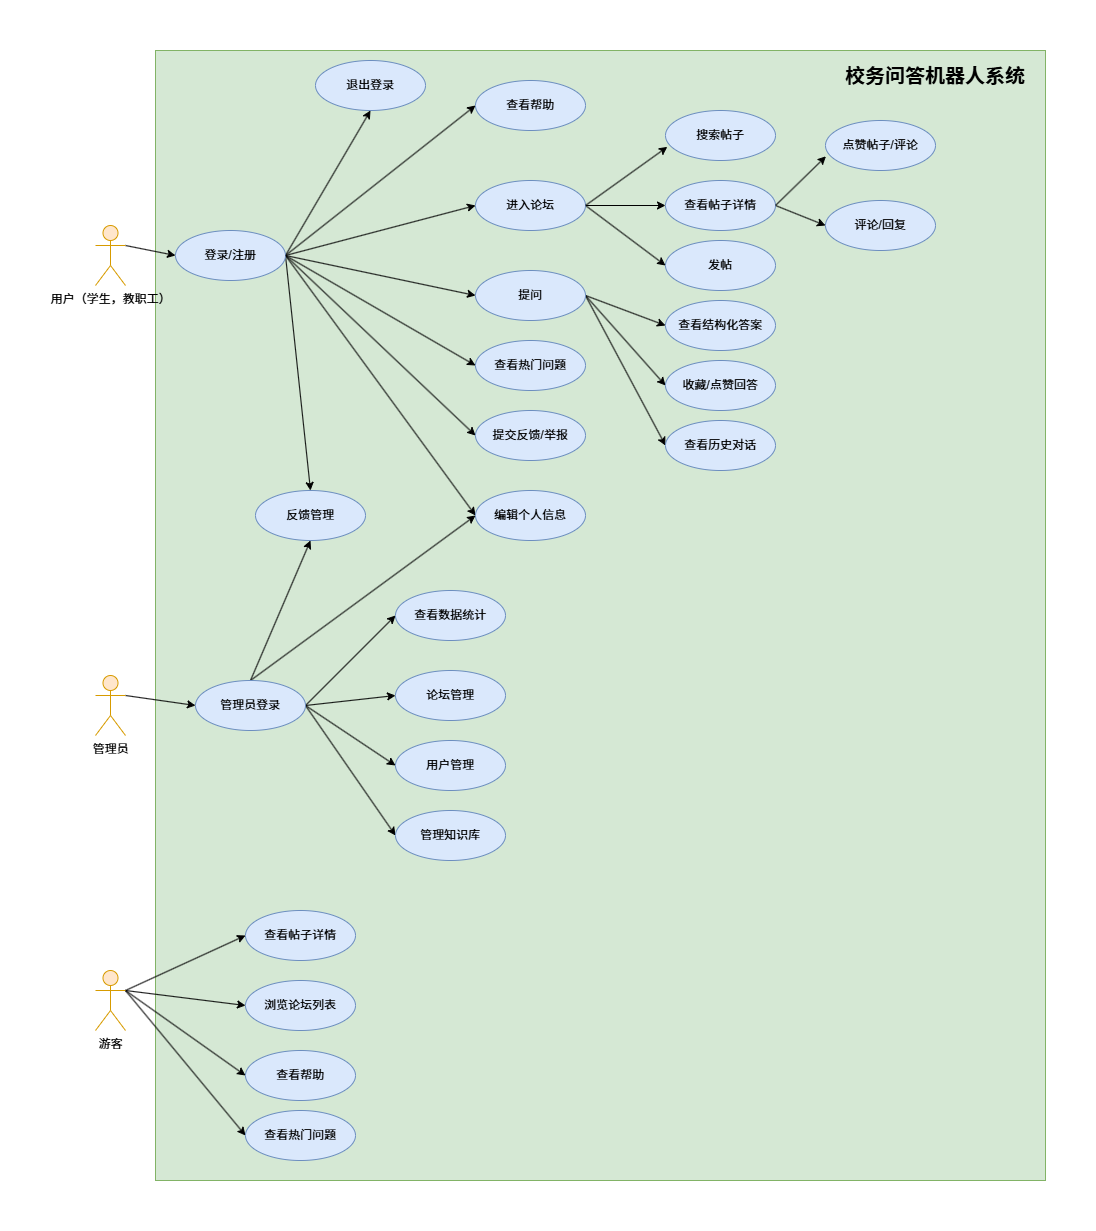 校务问答机器人系统
退出登录
查看帮助
搜索帖子
点赞帖子/评论
进入论坛
查看帖子详情
评论/回复
登录/注册
发帖
用户（学生，教职工）
提问
查看结构化答案
查看热门问题
收藏/点赞回答
提交反馈/举报
查看历史对话
反馈管理
编辑个人信息
查看数据统计
论坛管理
管理员登录
管理员
用户管理
管理知识库
查看帖子详情
浏览论坛列表
游客
查看帮助
查看热门问题